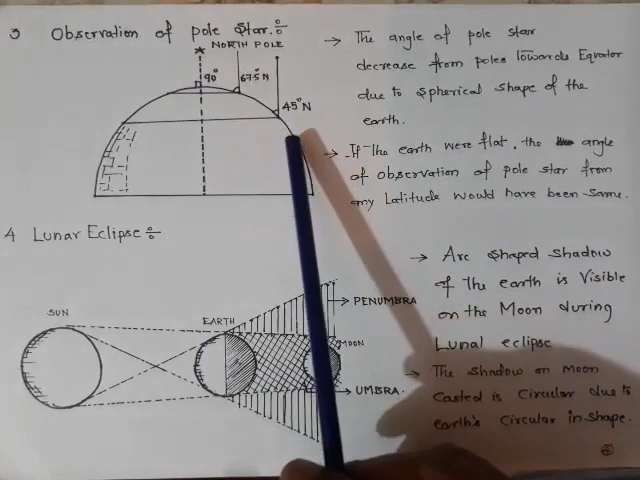 3 Observation of pole Star.÷
NORTH POLE
90°
67.5°N
45°N
→ The angle of pole star
decrease from poles towards Equator
due to spherical shape of the
earth.
→ If the earth were flat, the angle
of observation of pole star from
any Latitude would have been same.
4 Lunar Eclipse ÷
SUN
EARTH
PENUMBRA
MOON
UMBRA.
→ Arc shaped shadow
of the earth is Visible
on the Moon during
Lunal eclipse
→ The shadow on Moon
Casted is Circular due to
earth's Circular in shape.